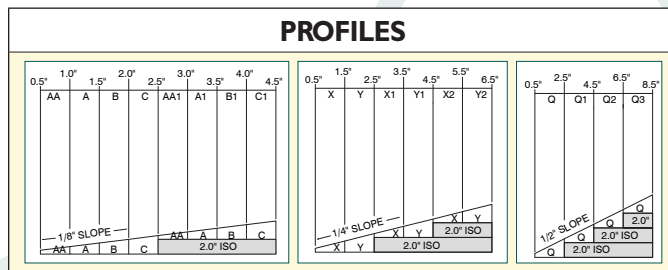 PROFILES
1.0" 2.0" 3.0" 4.0"
0.5" 1.5" 2.5" 3.5" 4.5"
AA A B C AA1 A1 B1 C1
1/8" SLOPE
AA A B C
AA A B C
2.0" ISO
1.5" 3.5" 5.5"
0.5" 2.5" 4.5" 6.5"
X Y X1 Y1 X2 Y2
1/4" SLOPE
X Y
2.0" ISO
X Y
X Y
2.0" ISO
2.5" 6.5"
0.5" 4.5" 8.5"
Q Q1 Q2 Q3
1/2" SLOPE
Q
2.0"
Q
2.0" ISO
Q
Q
2.0" ISO